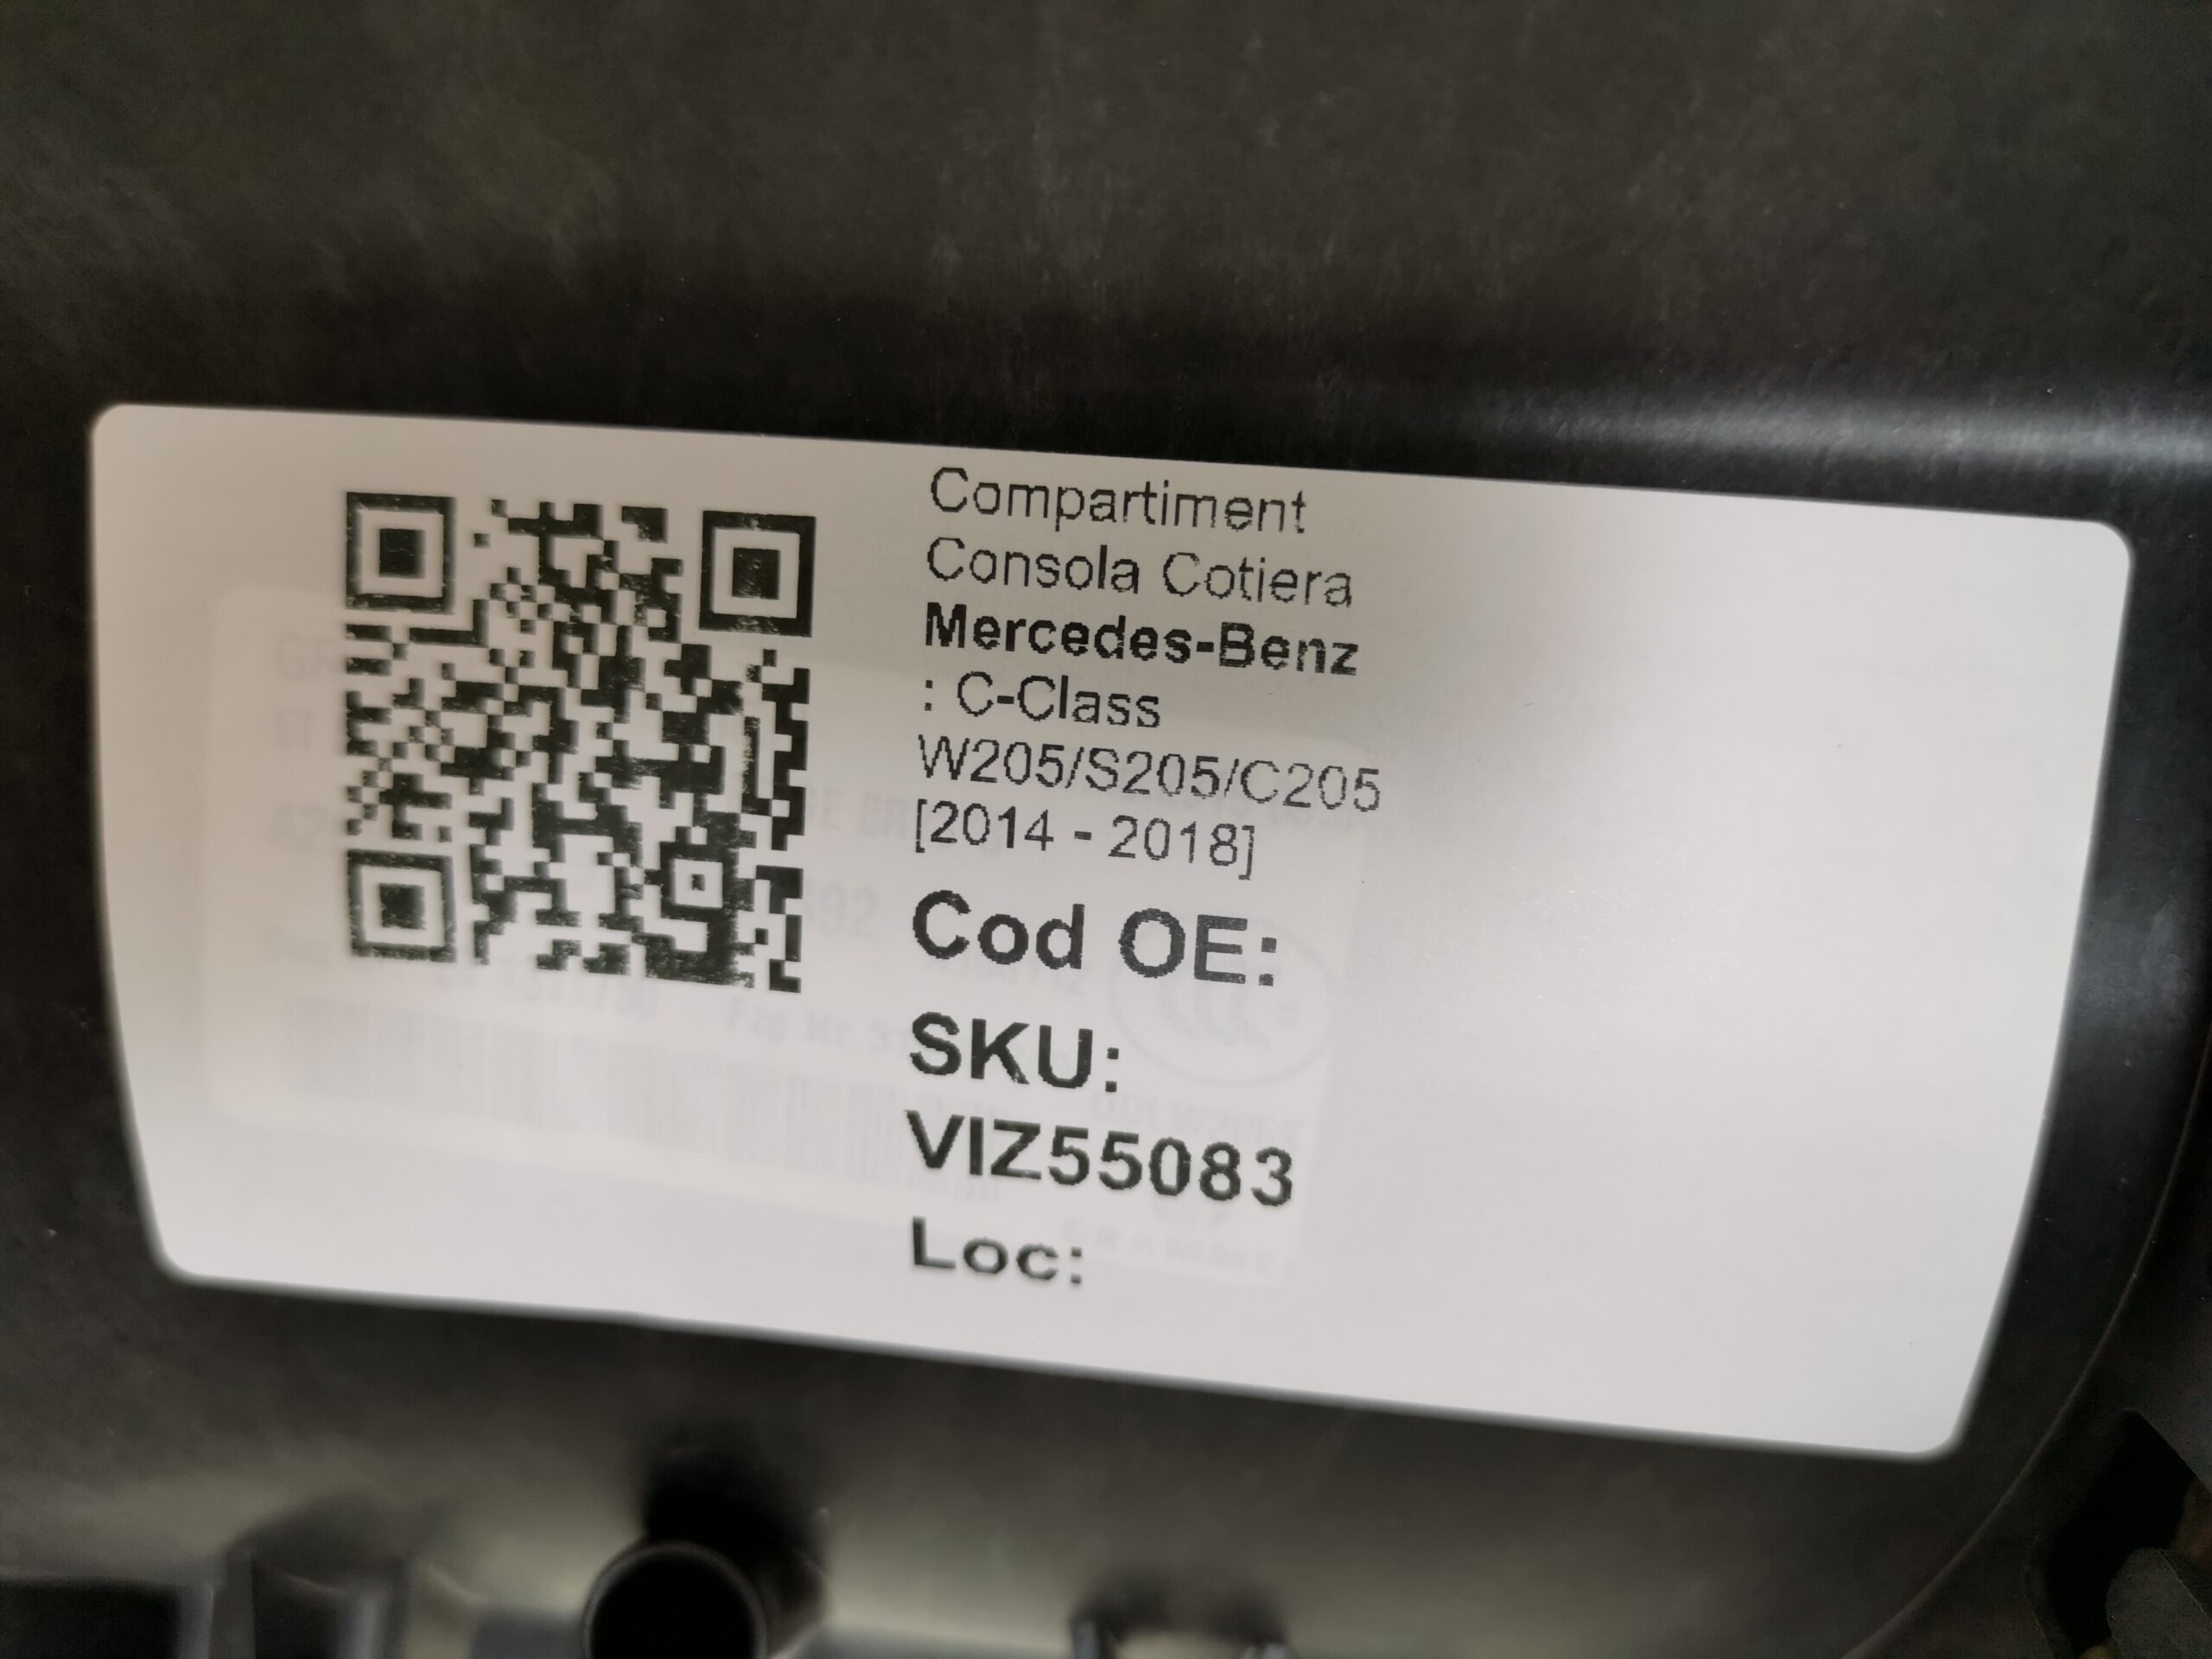 Compartiment
Consola Cotiera
Mercedes-Benz
: C-Class
W205/S205/C205
[2014 - 2018]
Cod OE:
SKU:
VIZ55083
Loc: